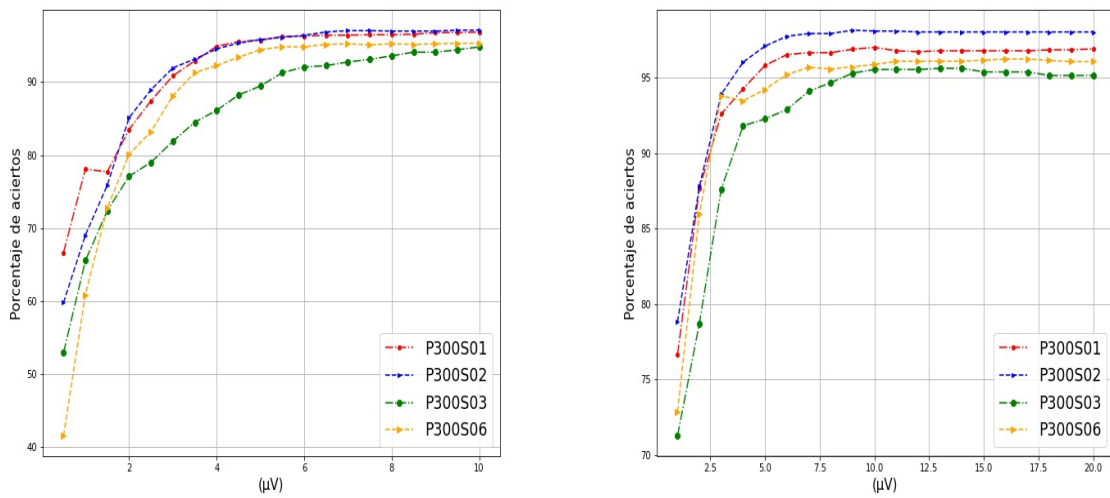 Porcentaje de aciertos
90
80
70
60
50
40
2 4 6 8 10
(µV)
P300S01
P300S02
P300S03
P300S06
Porcentaje de aciertos
95
90
85
80
75
70
2.5 5.0 7.5 10.0 12.5 15.0 17.5 20.0
(µV)
P300S01
P300S02
P300S03
P300S06